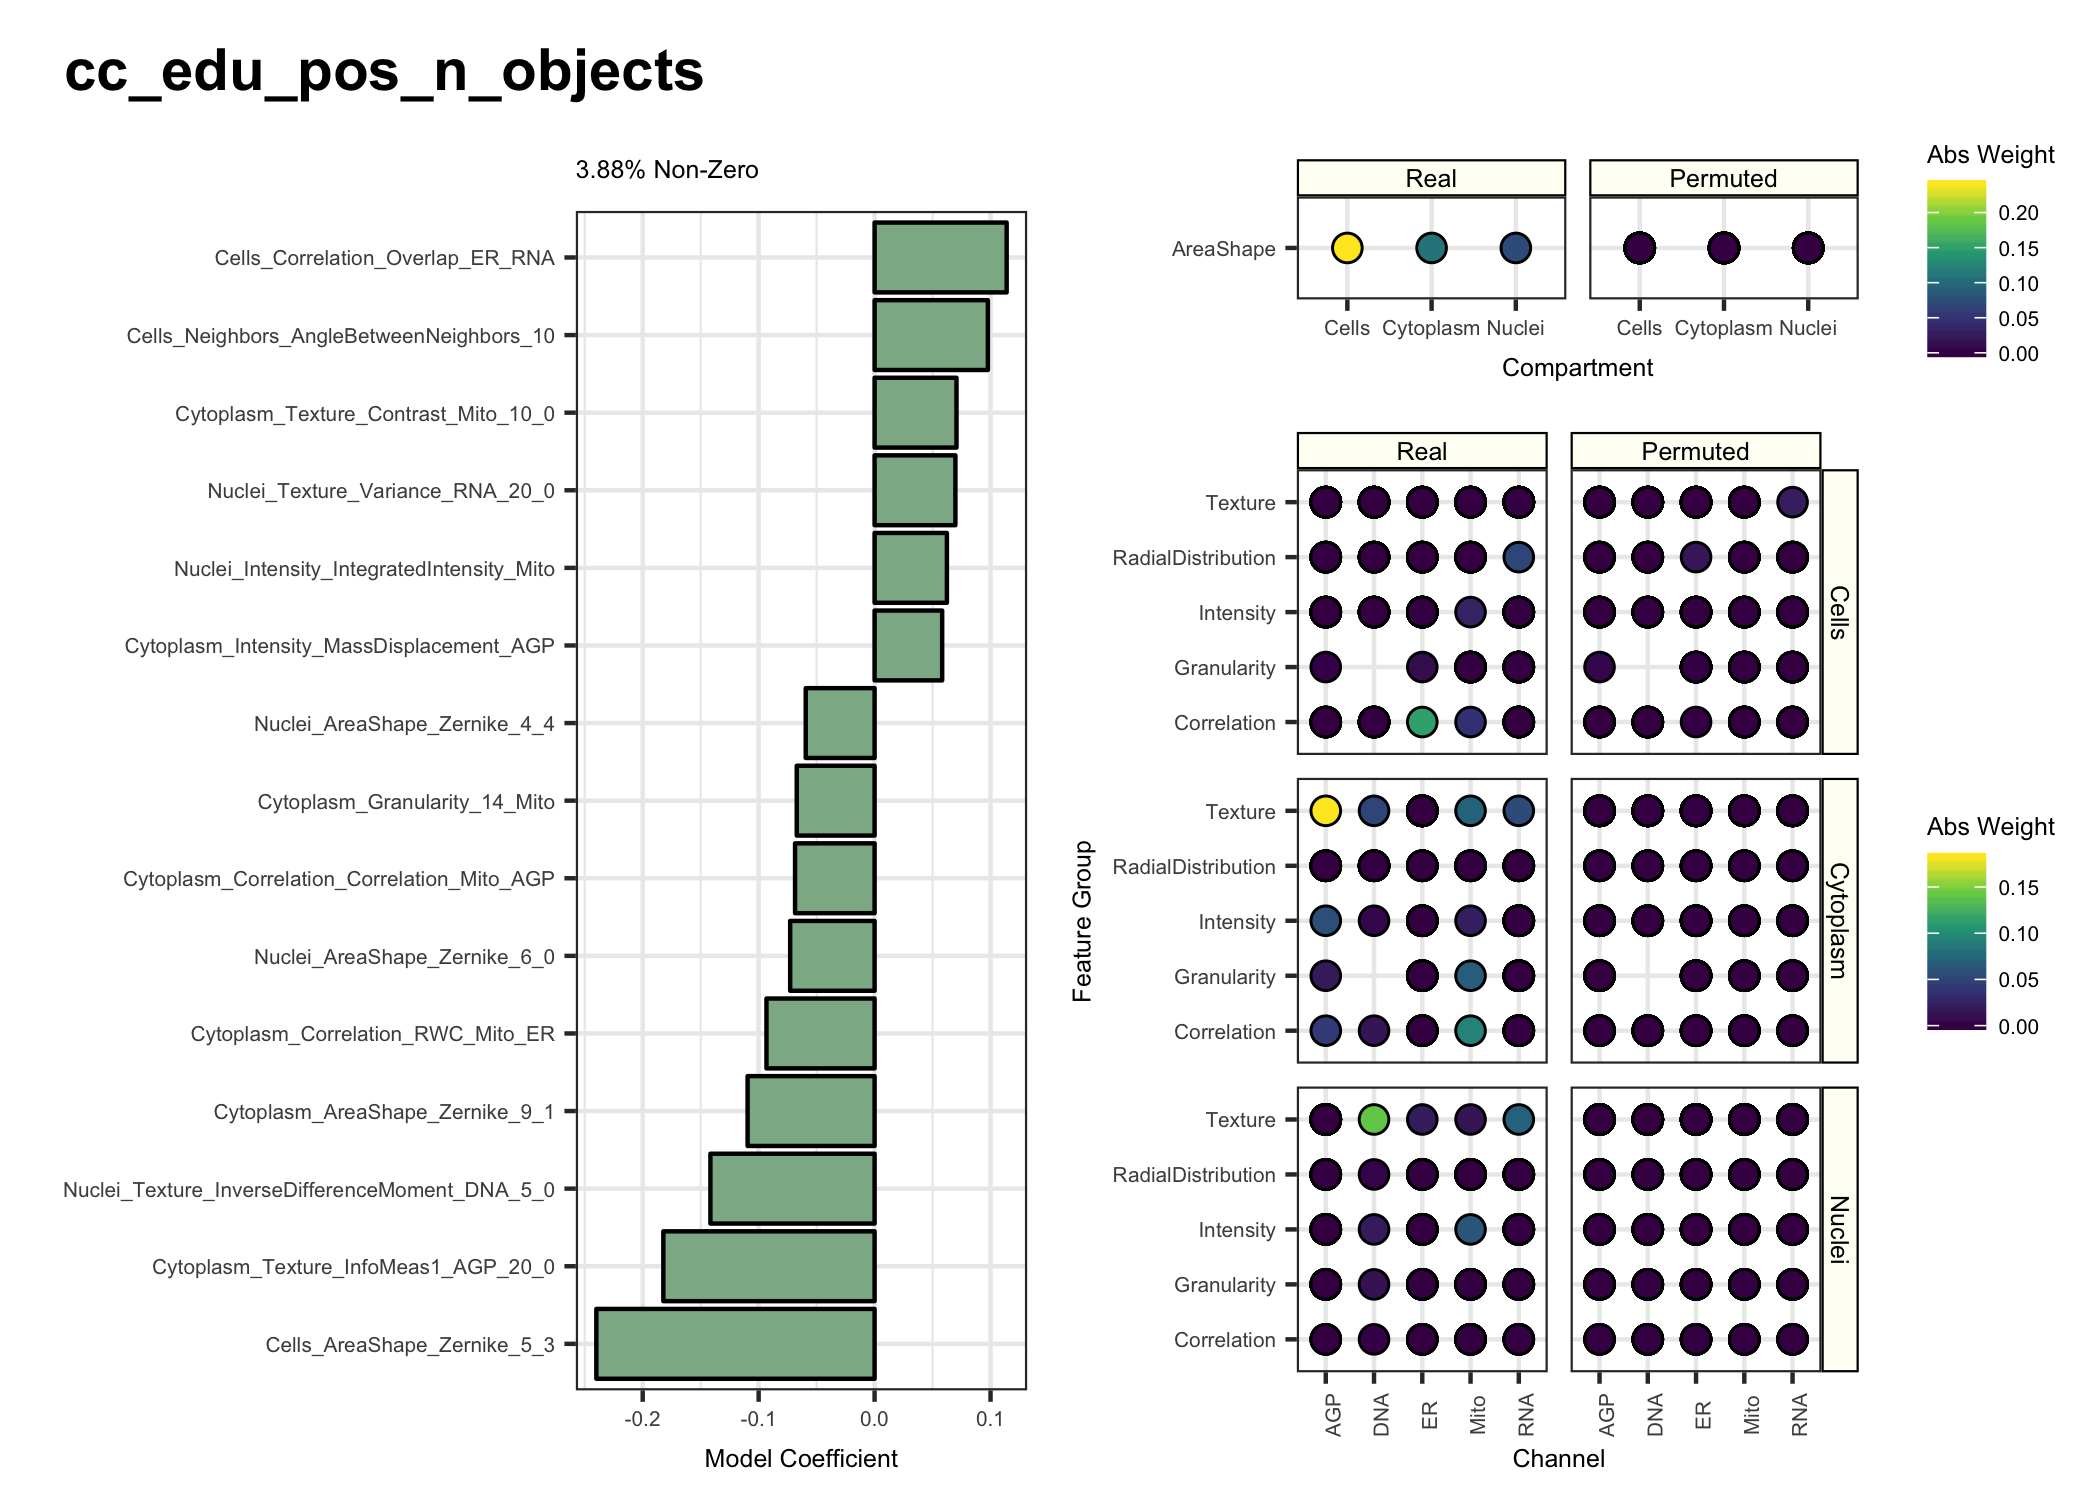 cc_edu_pos_n_objects
3.88% Non-Zero
Cells_Correlation_Overlap_ER_RNA
Cells_Neighbors_AngleBetweenNeighbors_10
Cytoplasm_Texture_Contrast_Mito_10_0
Nuclei_Texture_Variance_RNA_20_0
Nuclei_Intensity_IntegratedIntensity_Mito
Cytoplasm_Intensity_MassDisplacement_AGP
Nuclei_AreaShape_Zernike_4_4
Cytoplasm_Granularity_14_Mito
Cytoplasm_Correlation_Correlation_Mito_AGP
Nuclei_AreaShape_Zernike_6_0
Cytoplasm_Correlation_RWC_Mito_ER
Cytoplasm_AreaShape_Zernike_9_1
Nuclei_Texture_InverseDifferenceMoment_DNA_5_0
Cytoplasm_Texture_InfoMeas1_AGP_20_0
Cells_AreaShape_Zernike_5_3
-0.2 -0.1 0.0 0.1
Model Coefficient
Real Permuted
AreaShape
Cells Cytoplasm Nuclei Cells Cytoplasm Nuclei
Compartment
Abs Weight
0.20
0.15
0.10
0.05
0.00
Real Permuted
Feature Group
Texture
RadialDistribution
Intensity
Granularity
Correlation
Cells
Texture
RadialDistribution
Intensity
Granularity
Correlation
Cytoplasm
Texture
RadialDistribution
Intensity
Granularity
Correlation
Nuclei
AGP DNA ER Mito RNA AGP DNA ER Mito RNA
Channel
Abs Weight
0.15
0.10
0.05
0.00